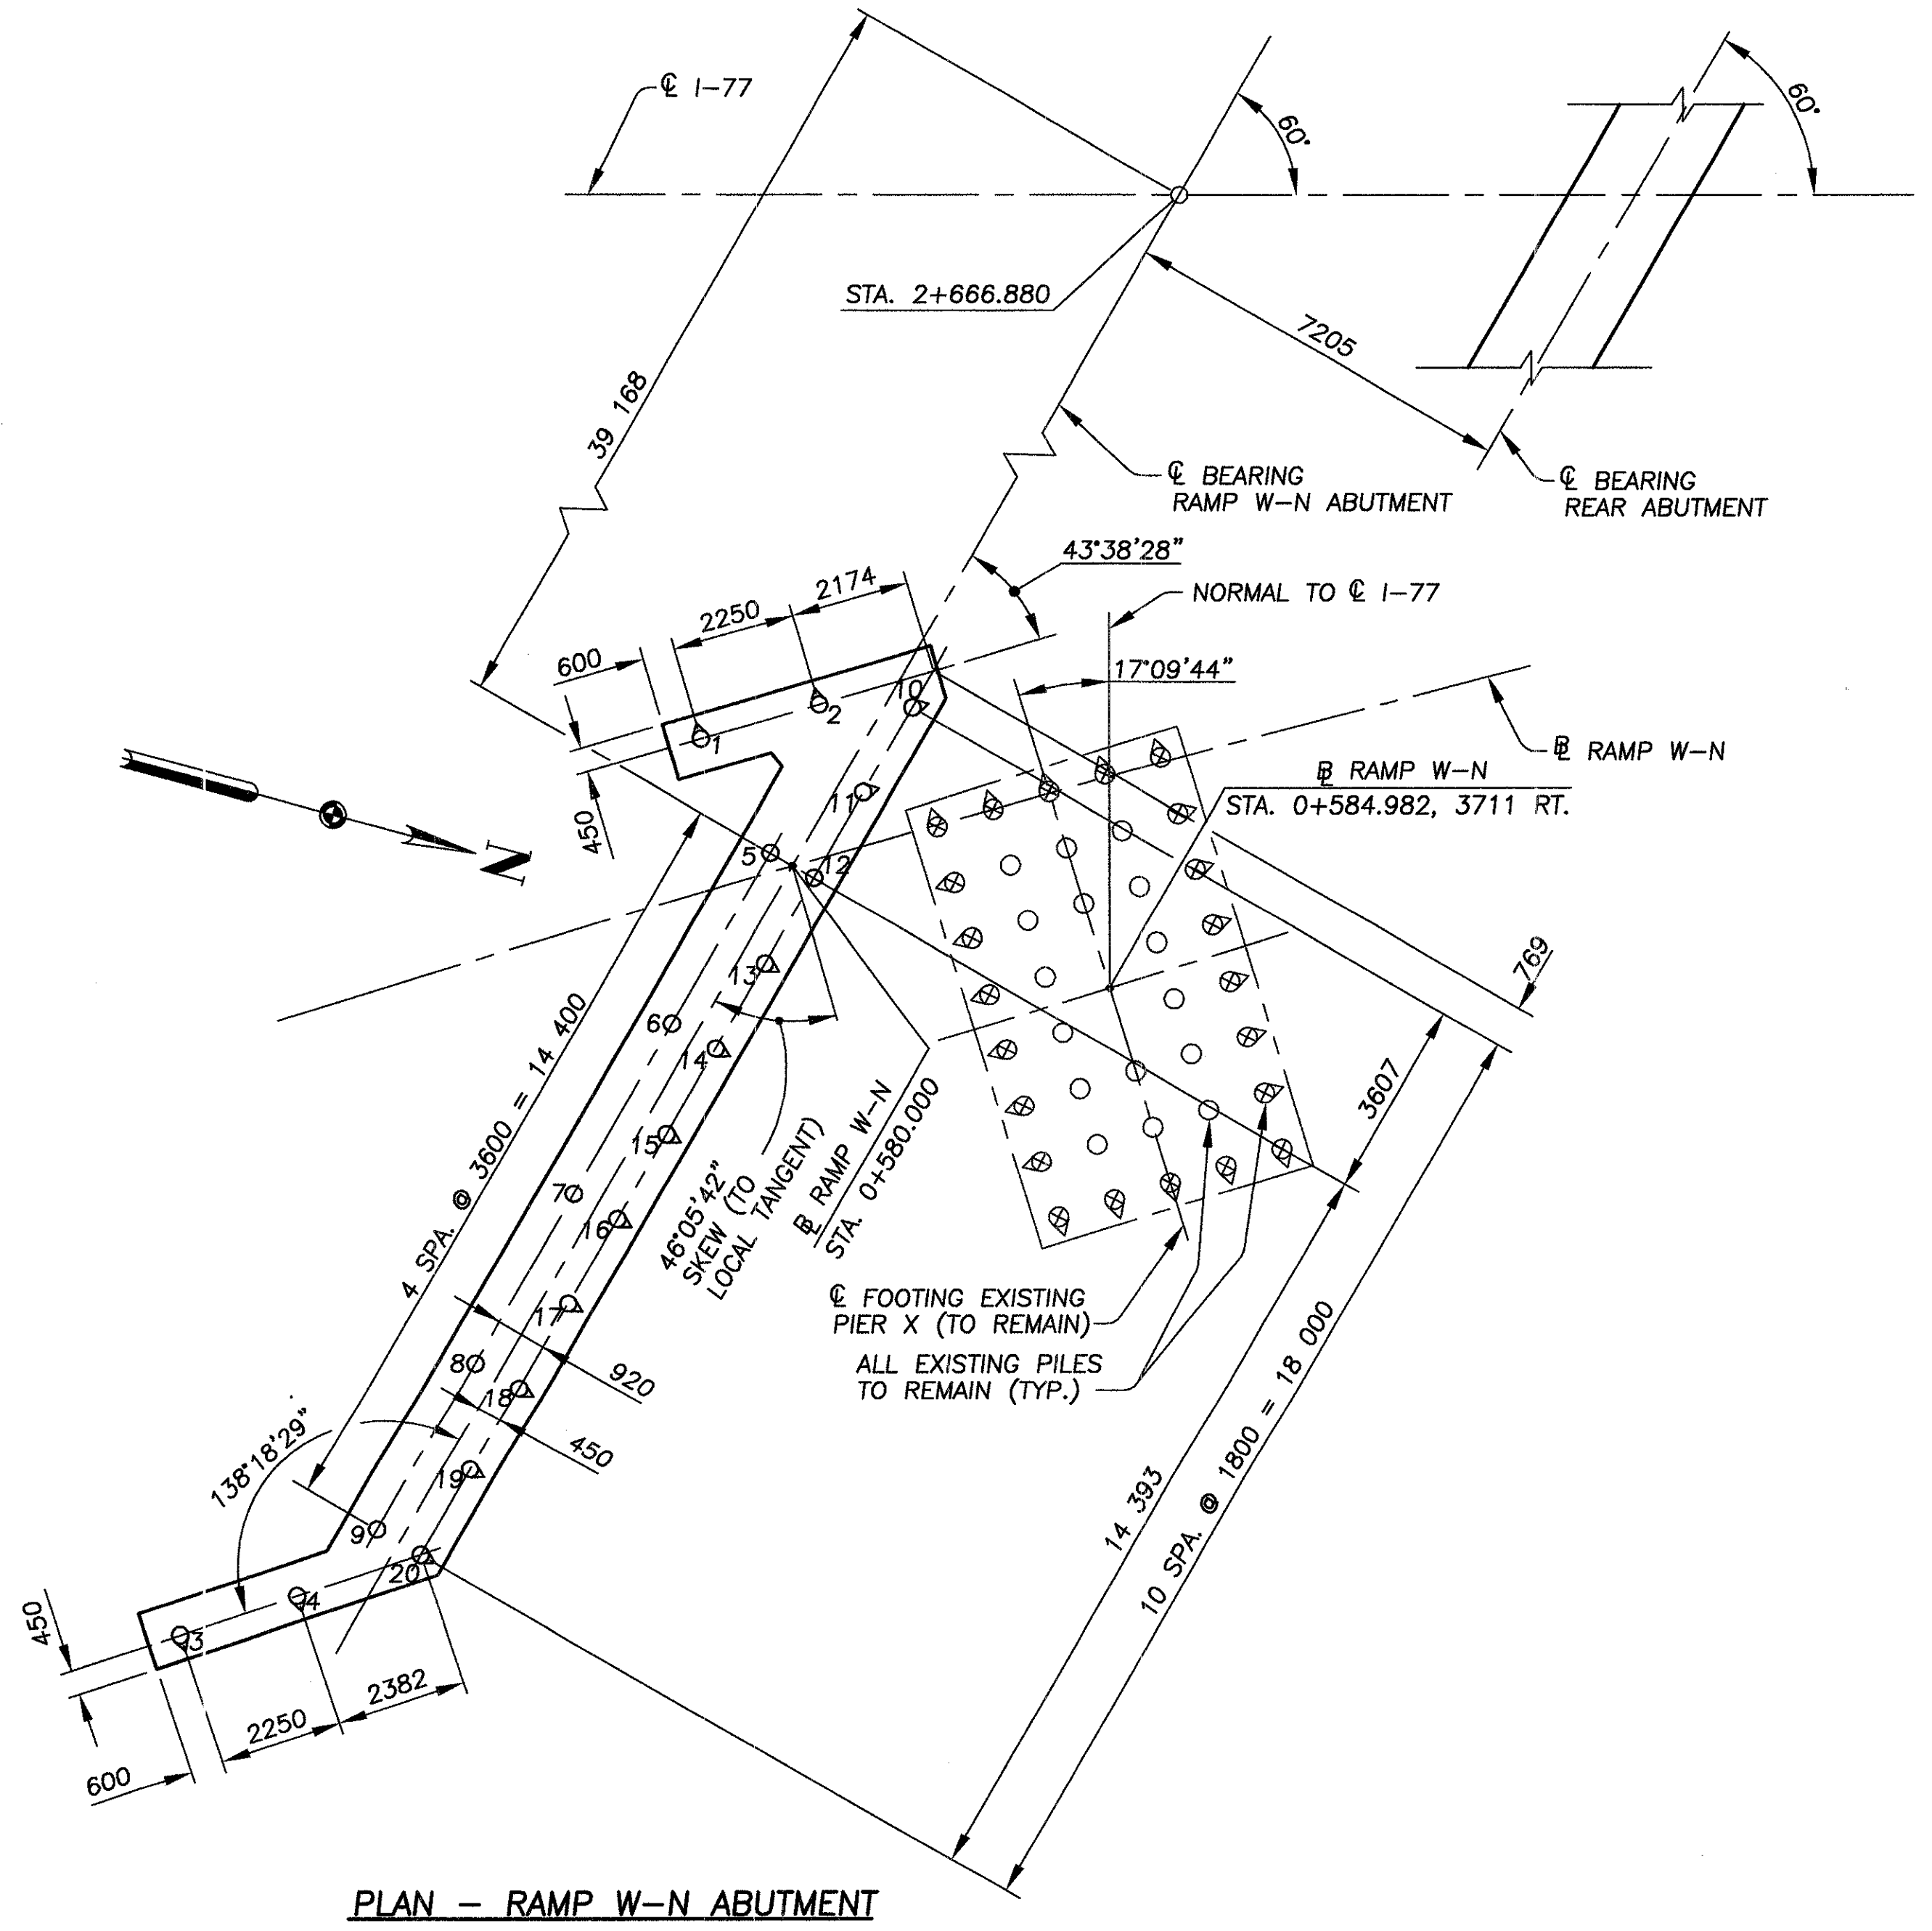 ℄ I-77
60°
60°
STA. 2+666.880
7205
39 168
℄ BEARING
RAMP W-N ABUTMENT
℄ BEARING
REAR ABUTMENT
43°38'28"
NORMAL TO ℄ I-77
2174
2250
600
17°09'44"
10
2
1
450
N
11
5
12
B̲L RAMP W-N
B̲L RAMP W-N
STA. 0+584.982, 3711 RT.
769
13
6
14
15
7
16
17
8
18
19
9
20
4
3
4 SPA. @ 3600 = 14 400
46°05'42"
SKEW (TO
LOCAL TANGENT)
B̲L RAMP W-N
STA. 0+580.000
3607
℄ FOOTING EXISTING
PIER X (TO REMAIN)
ALL EXISTING PILES
TO REMAIN (TYP.)
920
450
138°18'29"
14 393
10 SPA. @ 1800 = 18 000
450
2382
2250
600
PLAN - RAMP W-N ABUTMENT